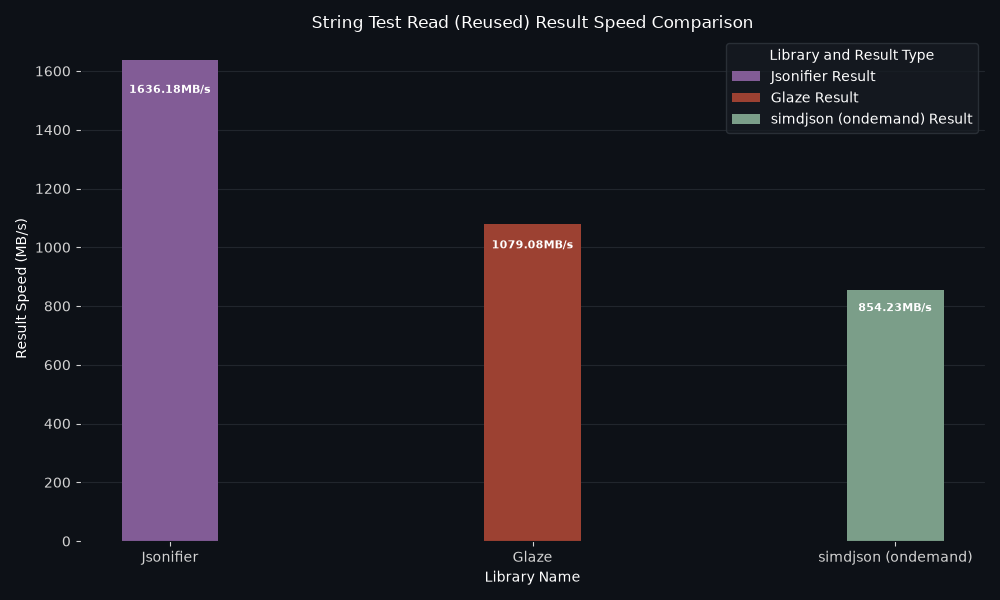 String Test Read (Reused) Result Speed Comparison
Library and Result Type
Jsonifier Result
Glaze Result
simdjson (ondemand) Result
Result Speed (MB/s)
1600
1400
1200
1000
800
600
400
200
0
1636.18MB/s
1079.08MB/s
854.23MB/s
Jsonifier
Glaze
simdjson (ondemand)
Library Name